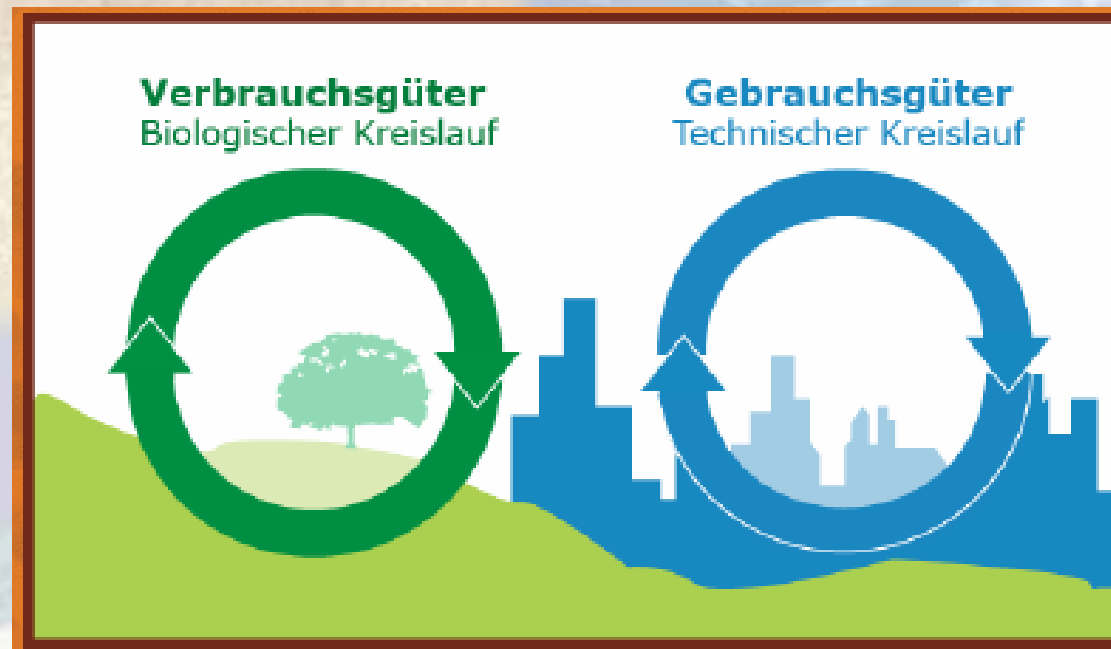 Verbrauchsgüter
Biologischer Kreislauf
Gebrauchsgüter
Technischer Kreislauf